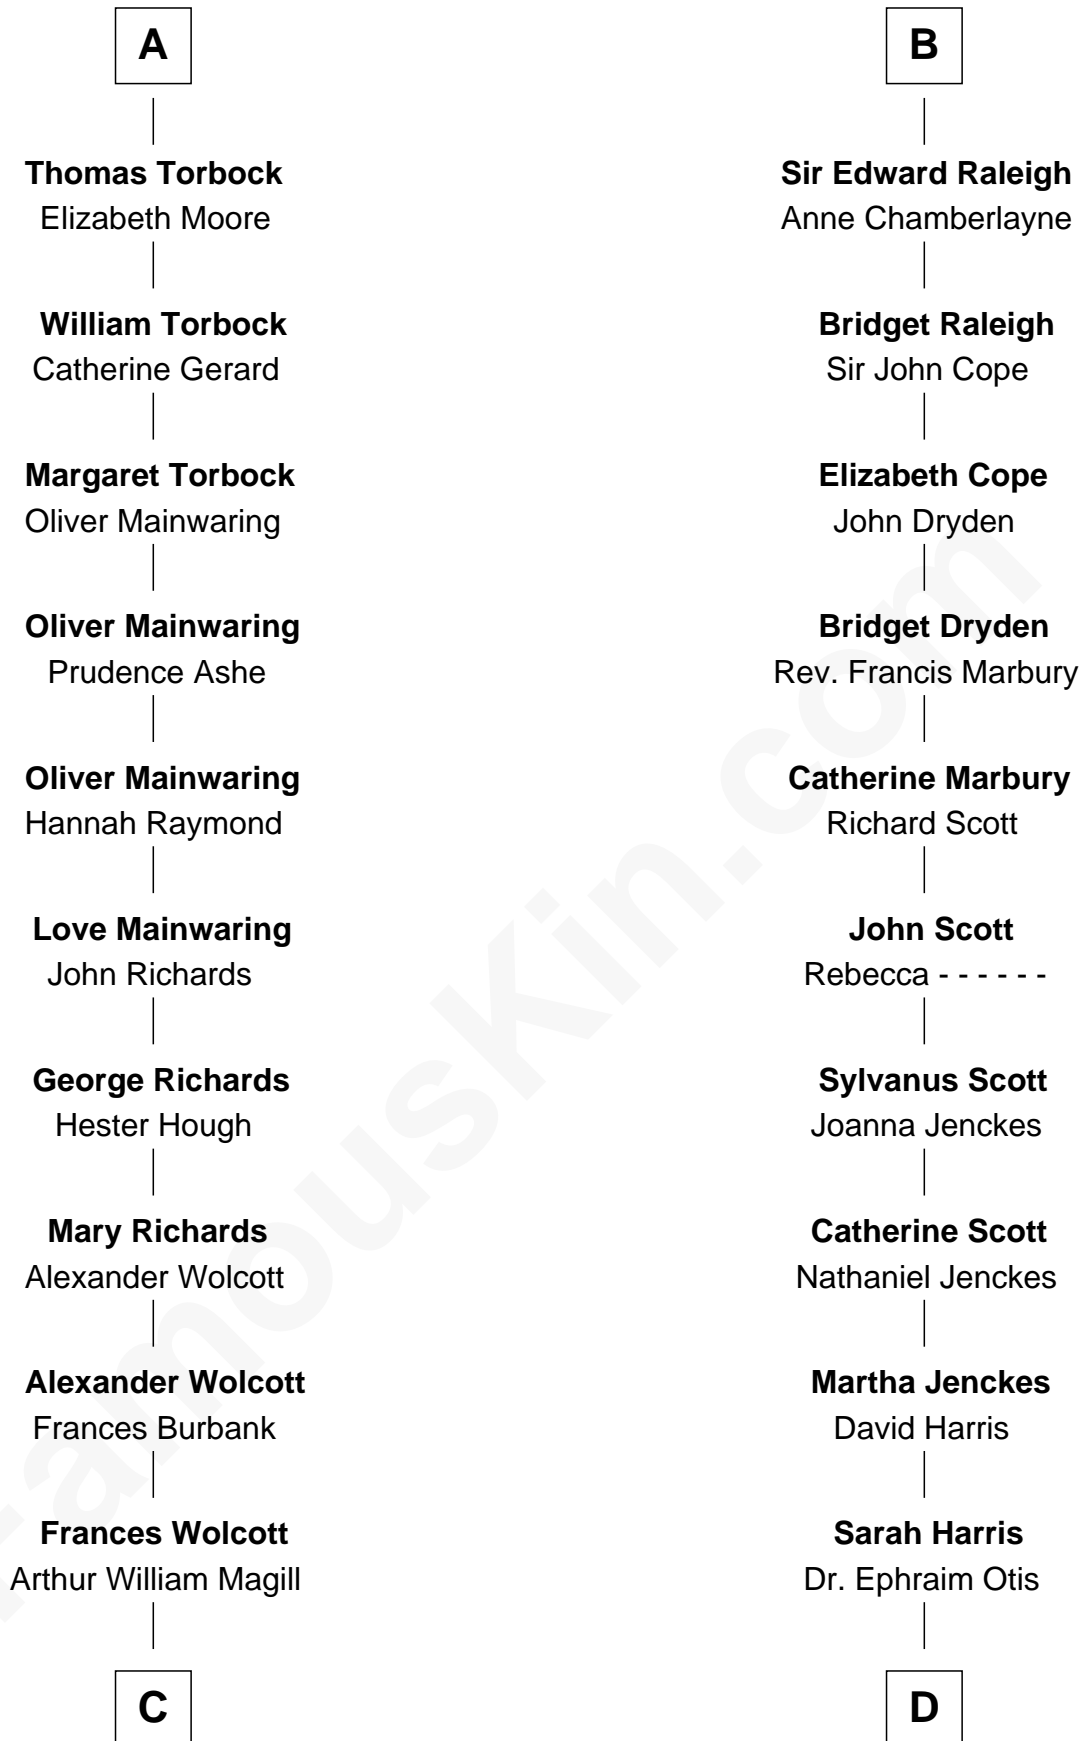 A
Thomas Torbock
Elizabeth Moore
William Torbock
Catherine Gerard
Margaret Torbock
Oliver Mainwaring
Oliver Mainwaring
Prudence Ashe
Oliver Mainwaring
Hannah Raymond
Love Mainwaring
John Richards
George Richards
Hester Hough
Mary Richards
Alexander Wolcott
Alexander Wolcott
Frances Burbank
Frances Wolcott
Arthur William Magill
C
B
Sir Edward Raleigh
Anne Chamberlayne
Bridget Raleigh
Sir John Cope
Elizabeth Cope
John Dryden
Bridget Dryden
Rev. Francis Marbury
Catherine Marbury
Richard Scott
John Scott
Rebecca - - - - - -
Sylvanus Scott
Joanna Jenckes
Catherine Scott
Nathaniel Jenckes
Martha Jenckes
David Harris
Sarah Harris
Dr. Ephraim Otis
D
FamousKin.com